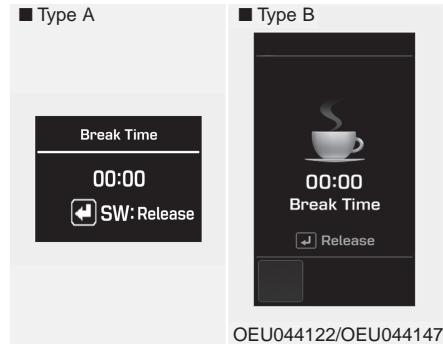 ■ Type A
Break Time
00:00
SW: Release
■ Type B
00:00
Break Time
Release
OEU044122/OEU044147